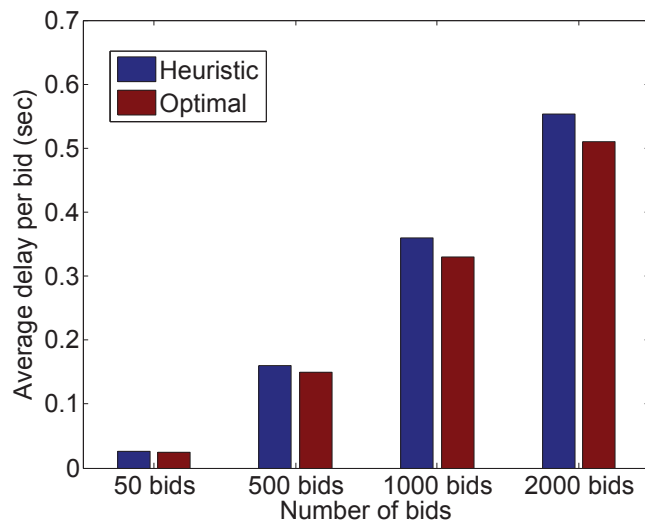 0.7
0.6
0.5
0.4
0.3
0.2
0.1
0
Average delay per bid (sec)
Heuristic
Optimal
50 bids 500 bids 1000 bids 2000 bids
Number of bids